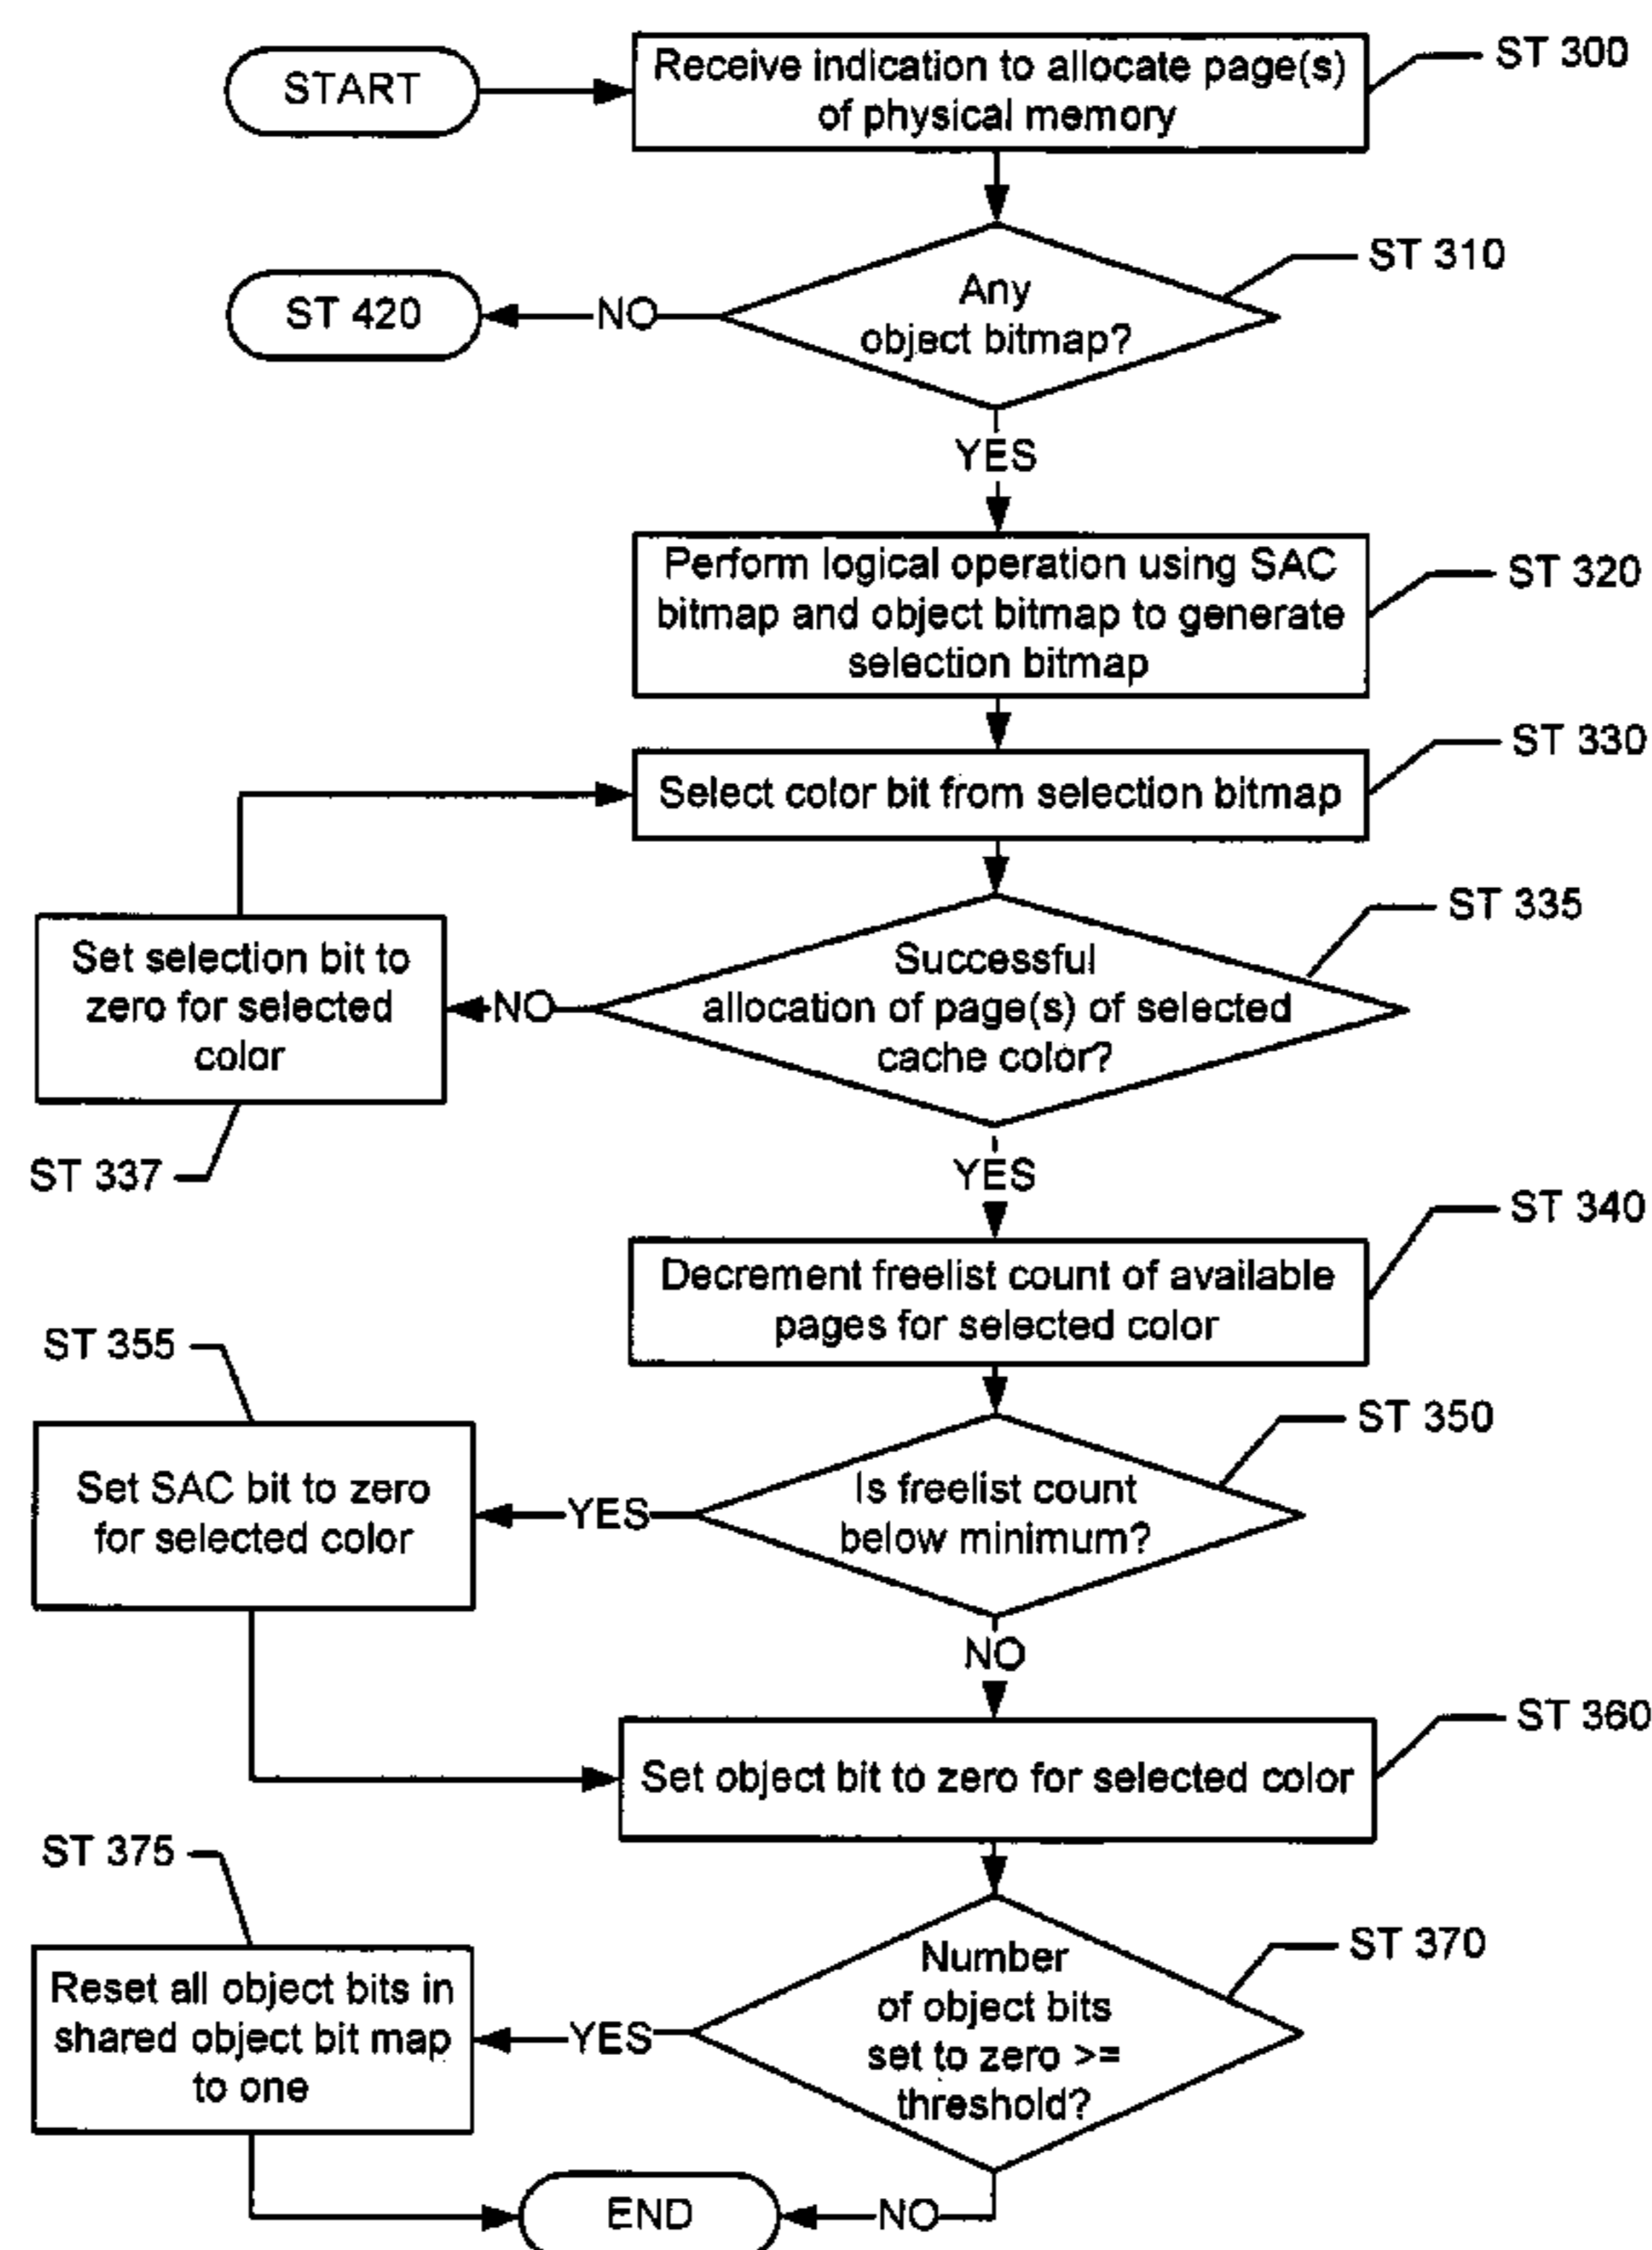 START
Receive indication to allocate page(s)
of physical memory
ST 300
Any
object bitmap?
ST 310
NO
ST 420
YES
Perform logical operation using SAC
bitmap and object bitmap to generate
selection bitmap
ST 320
Select color bit from selection bitmap
ST 330
Successful
allocation of page(s) of selected
cache color?
ST 335
NO
Set selection bit to
zero for selected
color
ST 337
YES
Decrement freelist count of available
pages for selected color
ST 340
Is freelist count
below minimum?
ST 350
YES
Set SAC bit to zero
for selected color
ST 355
NO
Set object bit to zero for selected color
ST 360
Number
of object bits
set to zero >=
threshold?
ST 370
YES
Reset all object bits in
shared object bit map
to one
ST 375
NO
END